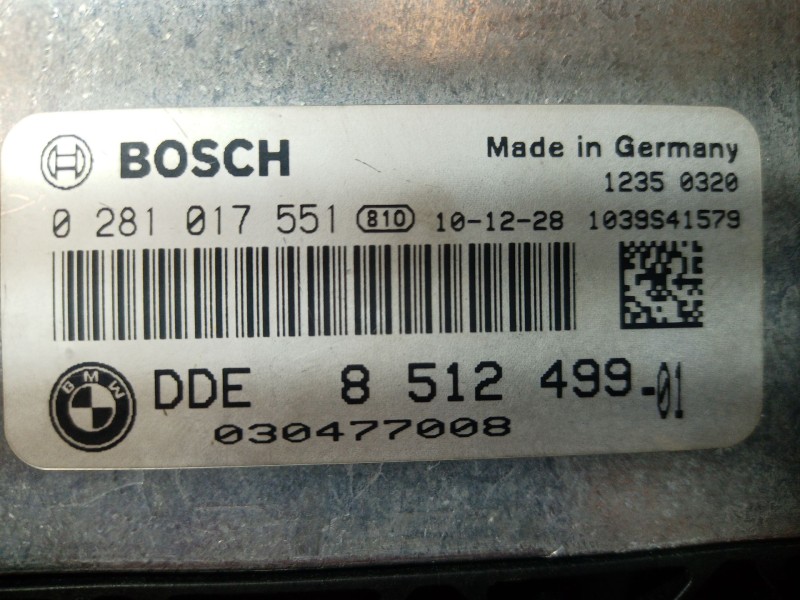 BOSCH
Made in Germany
1235 0320
0 281 017 551 810 10-12-28 1039S41579
BMW
DDE 8 512 499-01
030477008